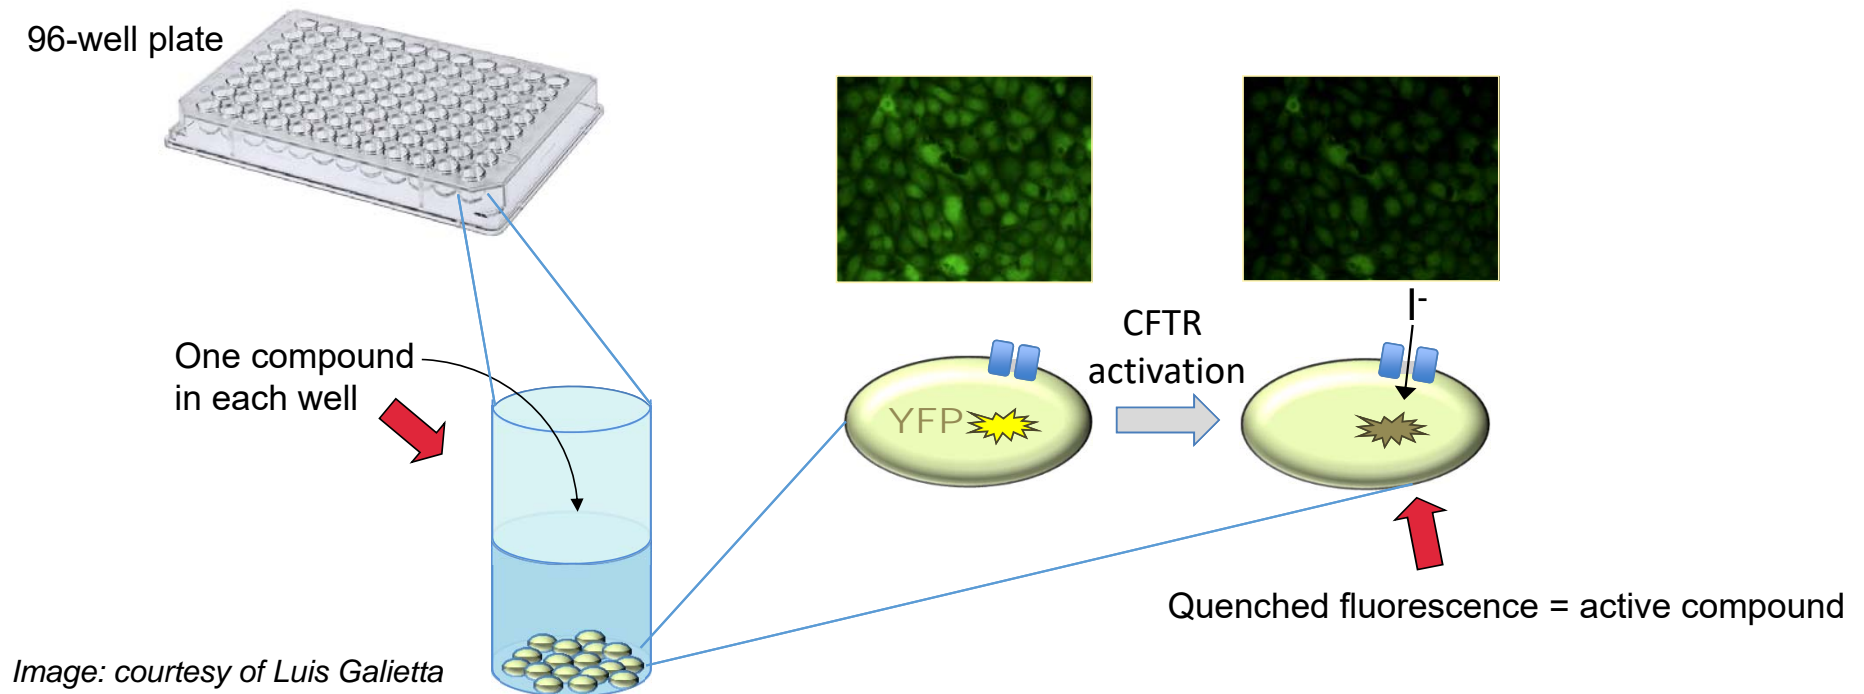 96-well plate
One compound
in each well
CFTR
activation
I-
YFP
Quenched fluorescence = active compound
Image: courtesy of Luis Galietta